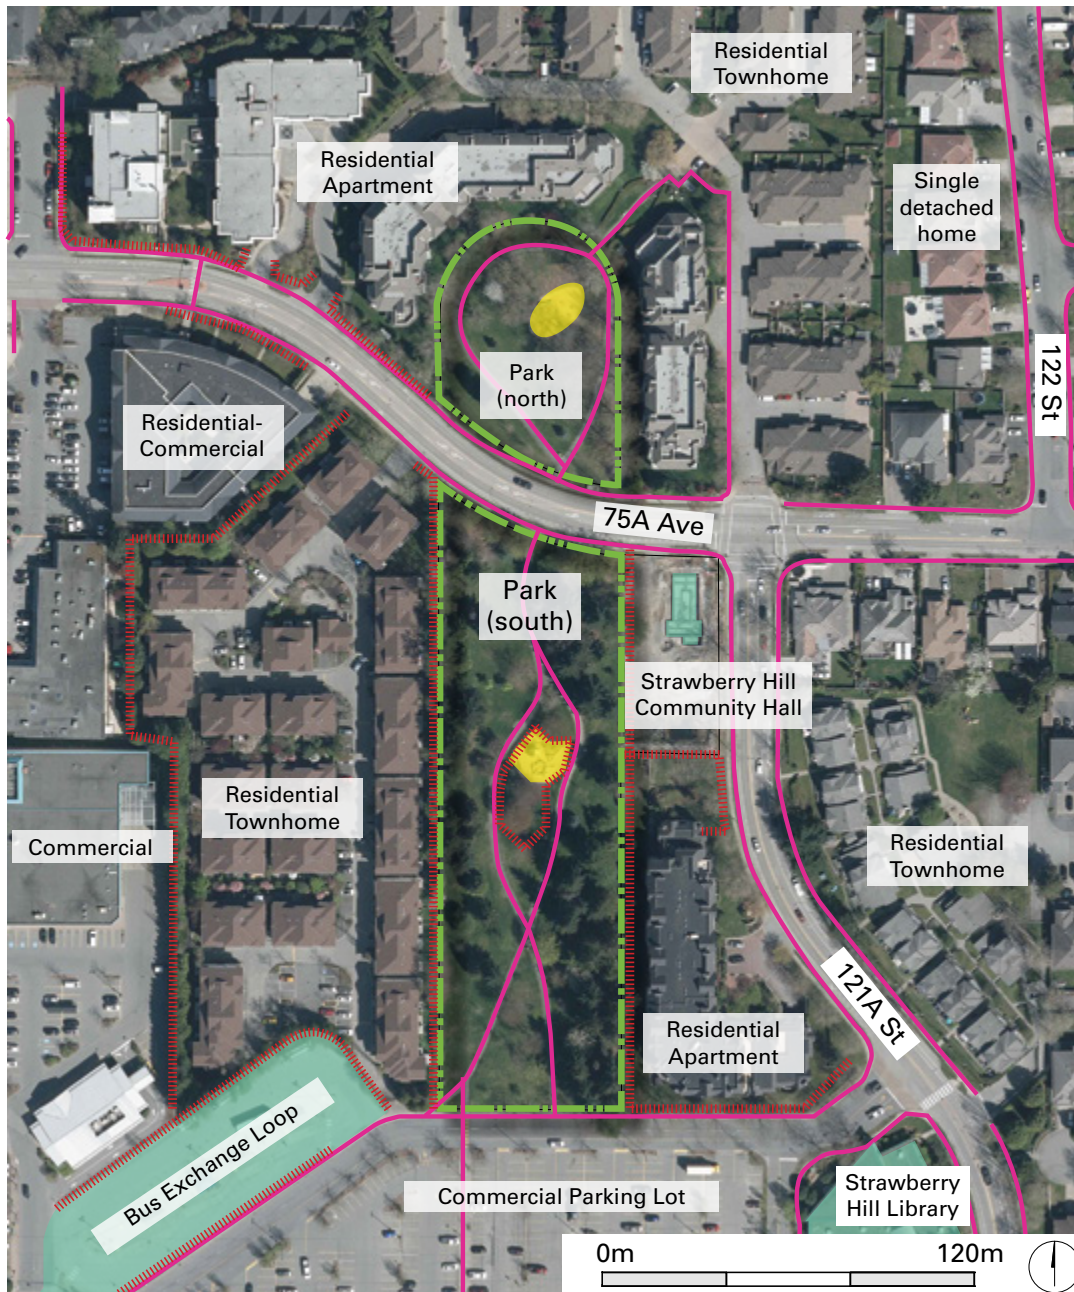 Residential
Townhome
Residential
Apartment
Single
detached
home
Park
(north)
122 St
Residential-
Commercial
75A Ave
Park
(south)
Strawberry Hill
Community Hall
Residential
Townhome
Commercial
Residential
Townhome
121A St
Residential
Apartment
Bus Exchange Loop
Commercial Parking Lot
Strawberry
Hill Library
0m
120m